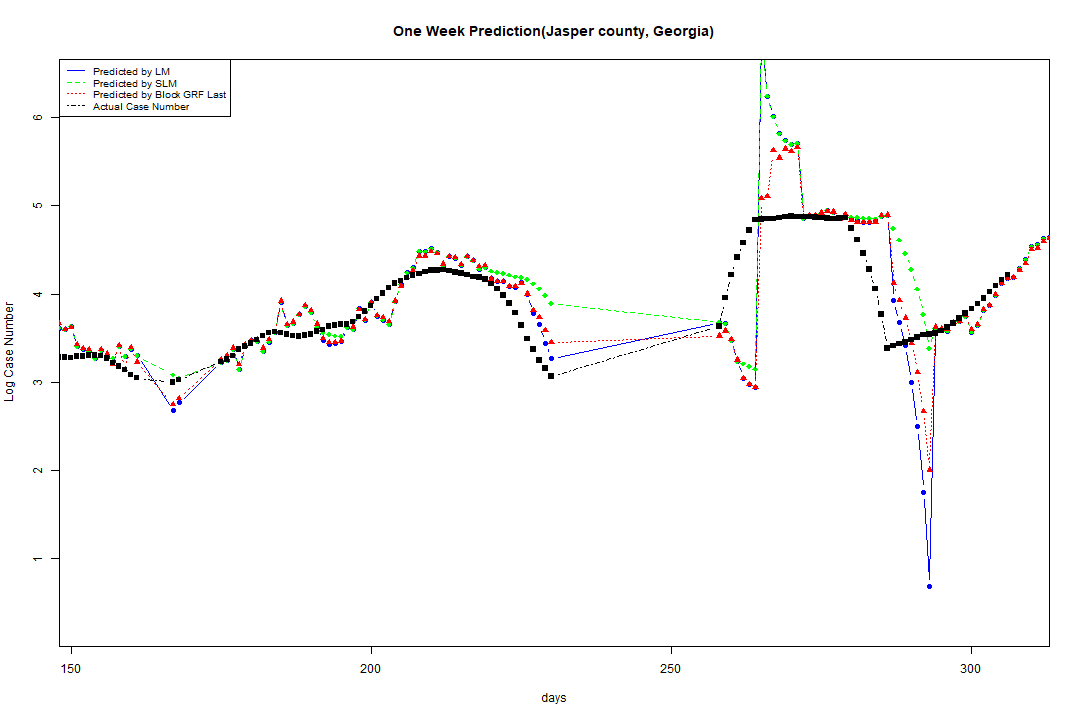 One Week Prediction(Jasper county, Georgia)
Predicted by LM
Predicted by SLM
Predicted by Block GRF Last
Actual Case Number
6
5
4
3
2
1
Log Case Number
150 200 250 300
days